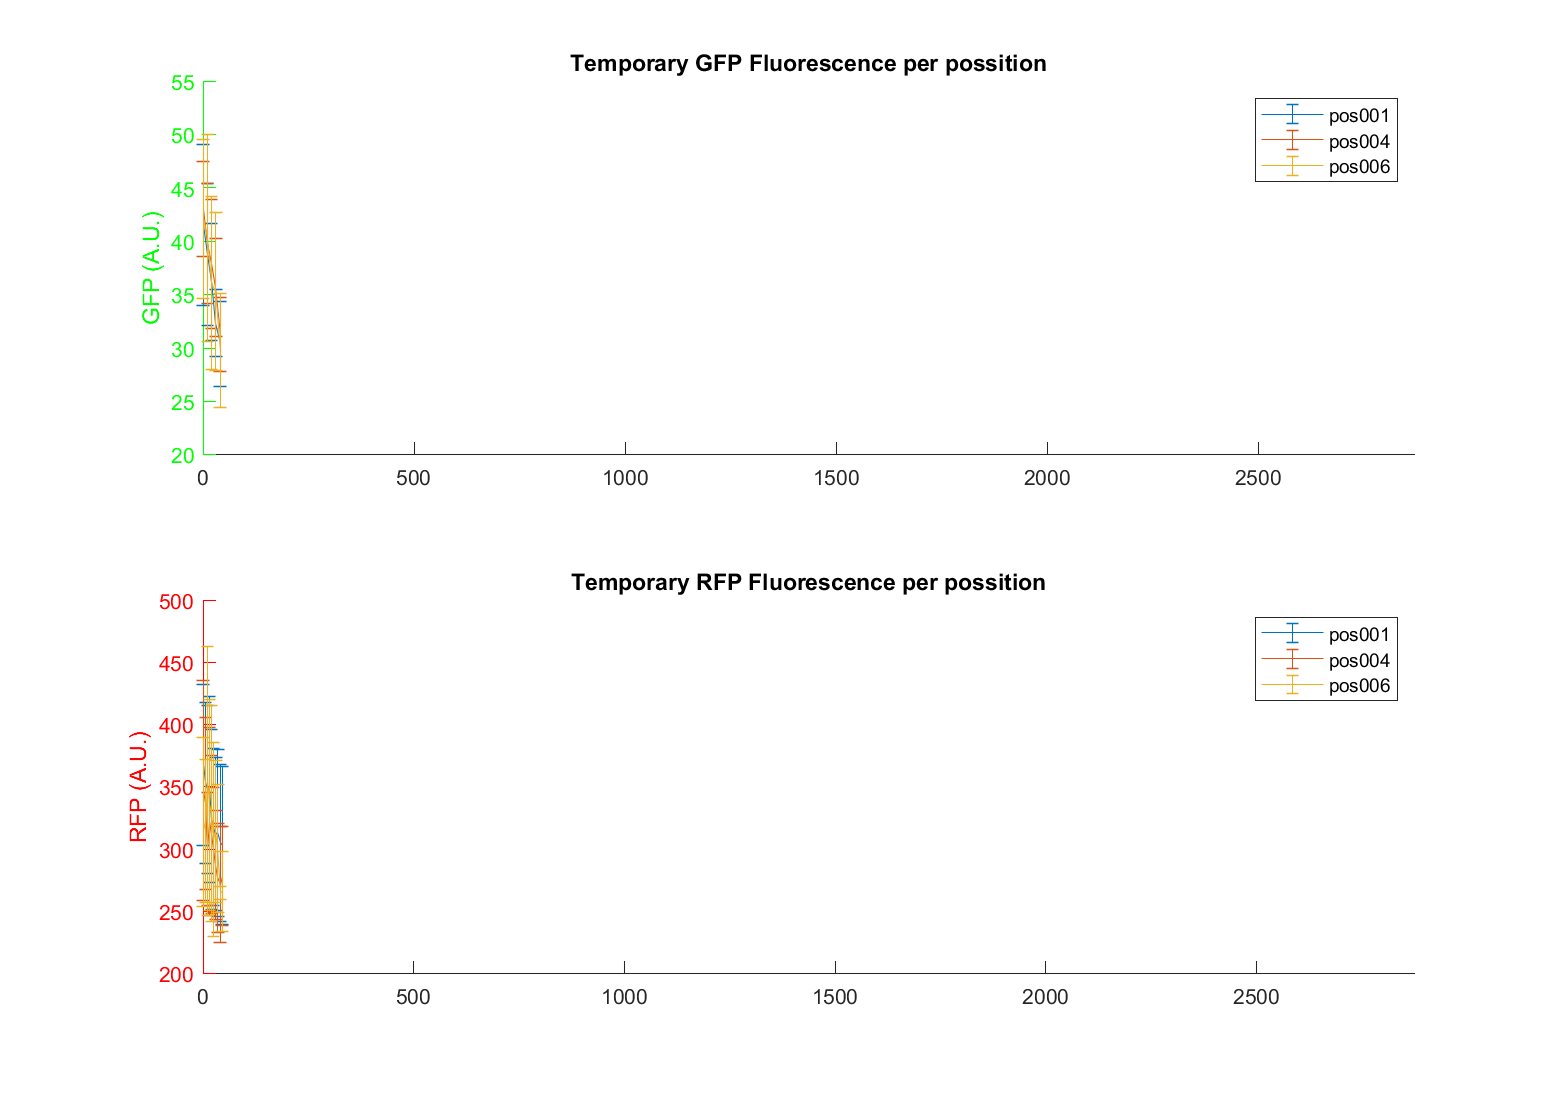 Temporary GFP Fluorescence per possition
55
50
45
40
35
30
25
20
GFP (A.U.)
0 500 1000 1500 2000 2500
pos001
pos004
pos006
Temporary RFP Fluorescence per possition
500
450
400
350
300
250
200
RFP (A.U.)
0 500 1000 1500 2000 2500
pos001
pos004
pos006